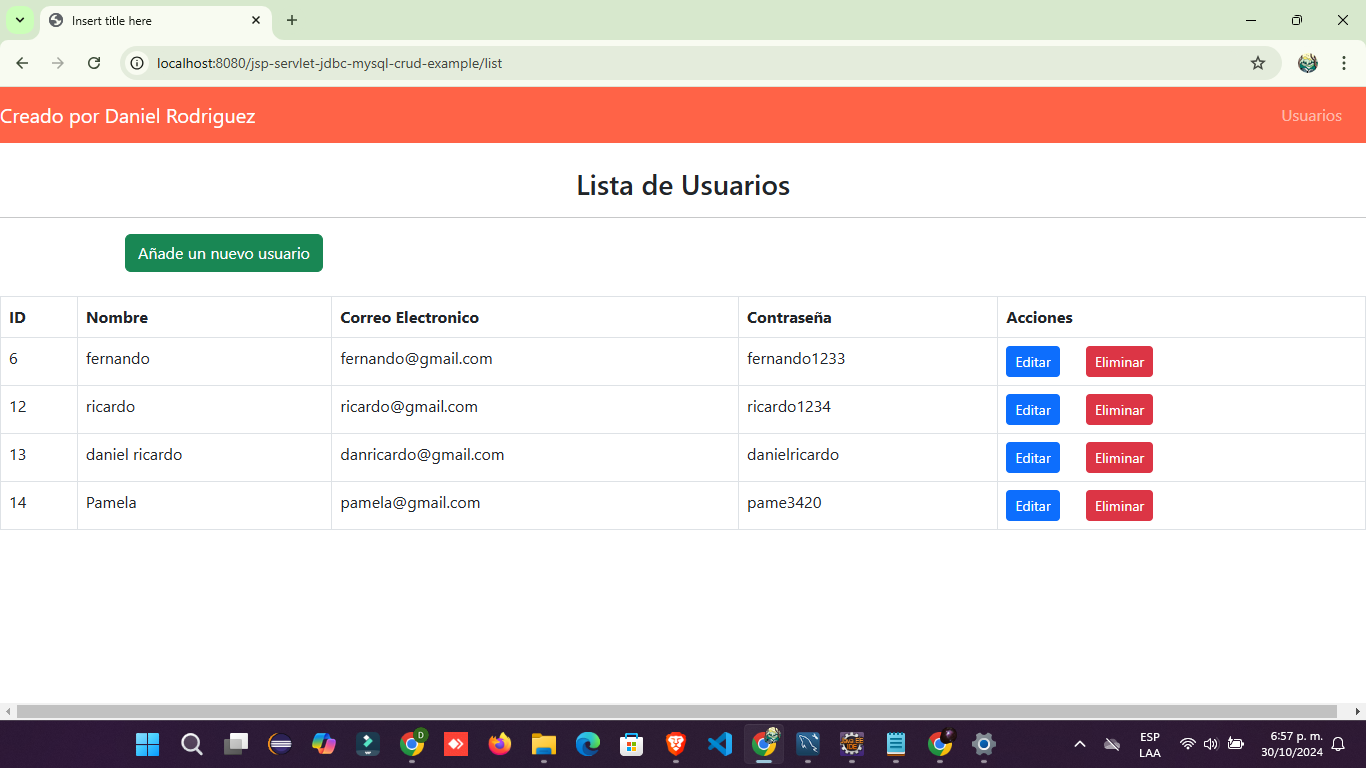 Insert title here
localhost:8080/jsp-servlet-jdbc-mysql-crud-example/list
Creado por Daniel Rodriguez Usuarios
Lista de Usuarios
Añade un nuevo usuario
ID Nombre Correo Electronico Contraseña Acciones
6 fernando fernando@gmail.com fernando1233 Editar Eliminar
12 ricardo ricardo@gmail.com ricardo1234 Editar Eliminar
13 daniel ricardo danricardo@gmail.com danielricardo Editar Eliminar
14 Pamela pamela@gmail.com pame3420 Editar Eliminar
ESP 6:57 p. m.
LAA 30/10/2024